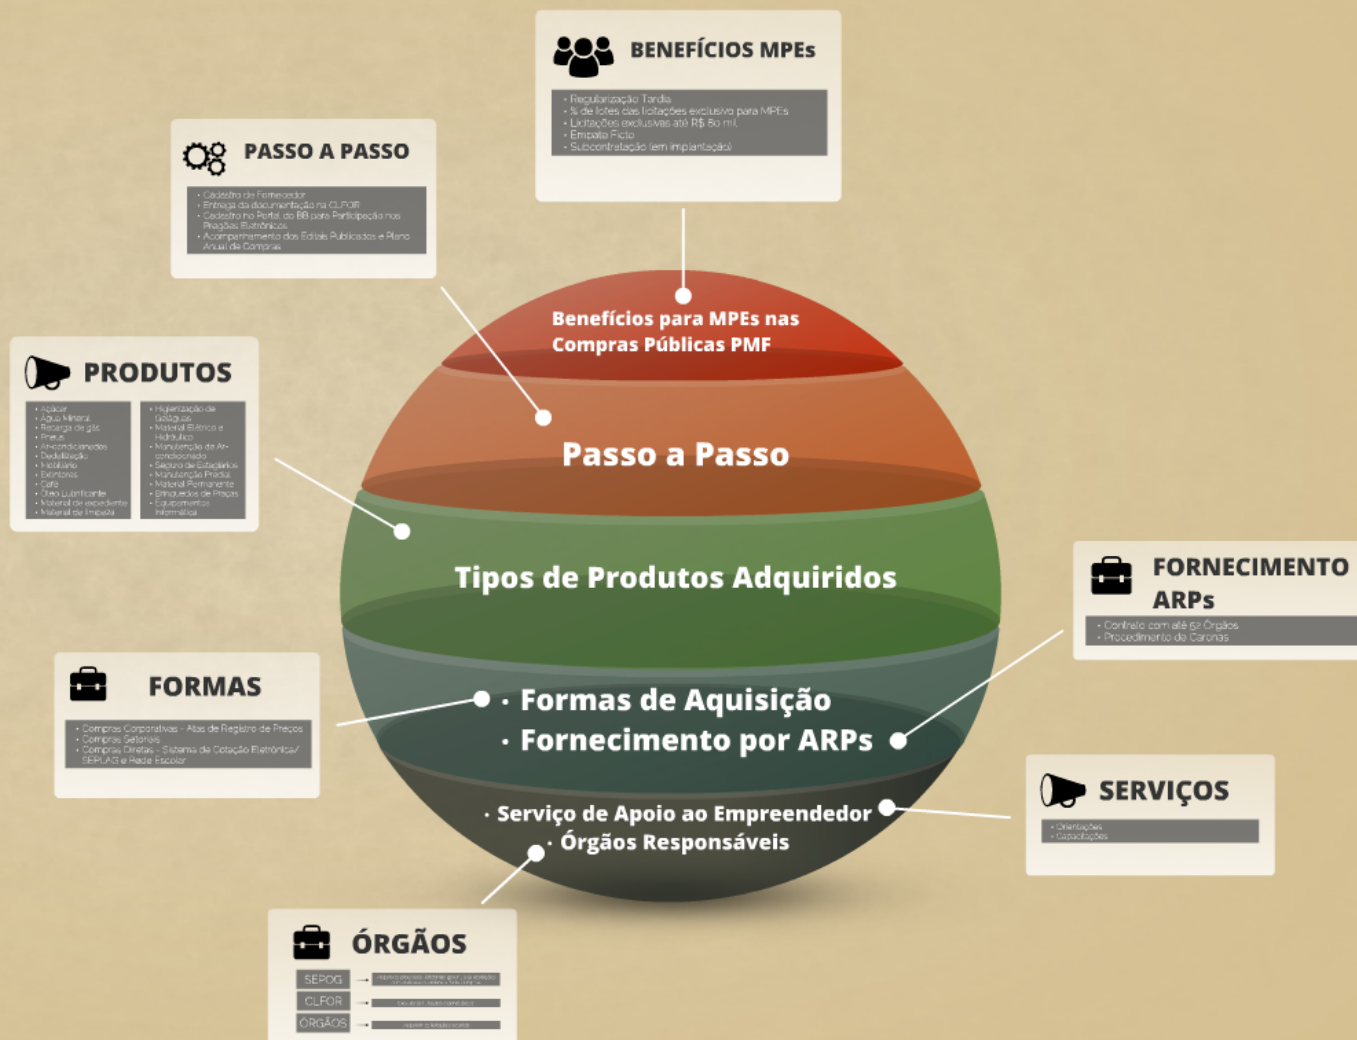 BENEFÍCIOS MPEs
• Regularização Tardia
• % de lotes das licitações exclusivo para MPEs
• Licitações exclusivas até R$ 80 mil
• Empate Ficto
• Subcontratação (em implantação)
PASSO A PASSO
• Cadastro de Fornecedor
• Entrega da documentação na CLFOR
• Cadastro no Portal do BB para Participação nos
Pregões Eletrônicos
• Acompanhamento dos Editais Publicados e Plano
Anual de Compras
Benefícios para MPEs nas
Compras Públicas PMF
PRODUTOS
• Açúcar
• Água Mineral
• Recarga de gás
• Pneus
• Ar-condicionados
• Dedetização
• Mobiliário
• Extintores
• Café
• Óleo Lubrificante
• Material de expediente
• Material de limpeza
• Higienização de
Geláguas
• Material Elétrico e
Hidráulico
• Manutenção de Ar-
condicionado
• Seguro de Estagiários
• Manutenção Predial
• Material Permanente
• Brinquedos de Praças
• Equipamentos
Informática
Passo a Passo
Tipos de Produtos Adquiridos
FORNECIMENTO
ARPs
• Contrato com até 52 Órgãos
• Procedimento de Caronas
FORMAS
• Compras Corporativas - Atas de Registro de Preços
• Compras Setoriais
• Compras Diretas - Sistema de Cotação Eletrônica/
SEPLAG e Rede Escolar
· Formas de Aquisição
· Fornecimento por ARPs
SERVIÇOS
• Orientações
• Capacitações
· Serviço de Apoio ao Empreendedor
· Órgãos Responsáveis
ÓRGÃOS
SEPOG
CLFOR
ÓRGÃOS